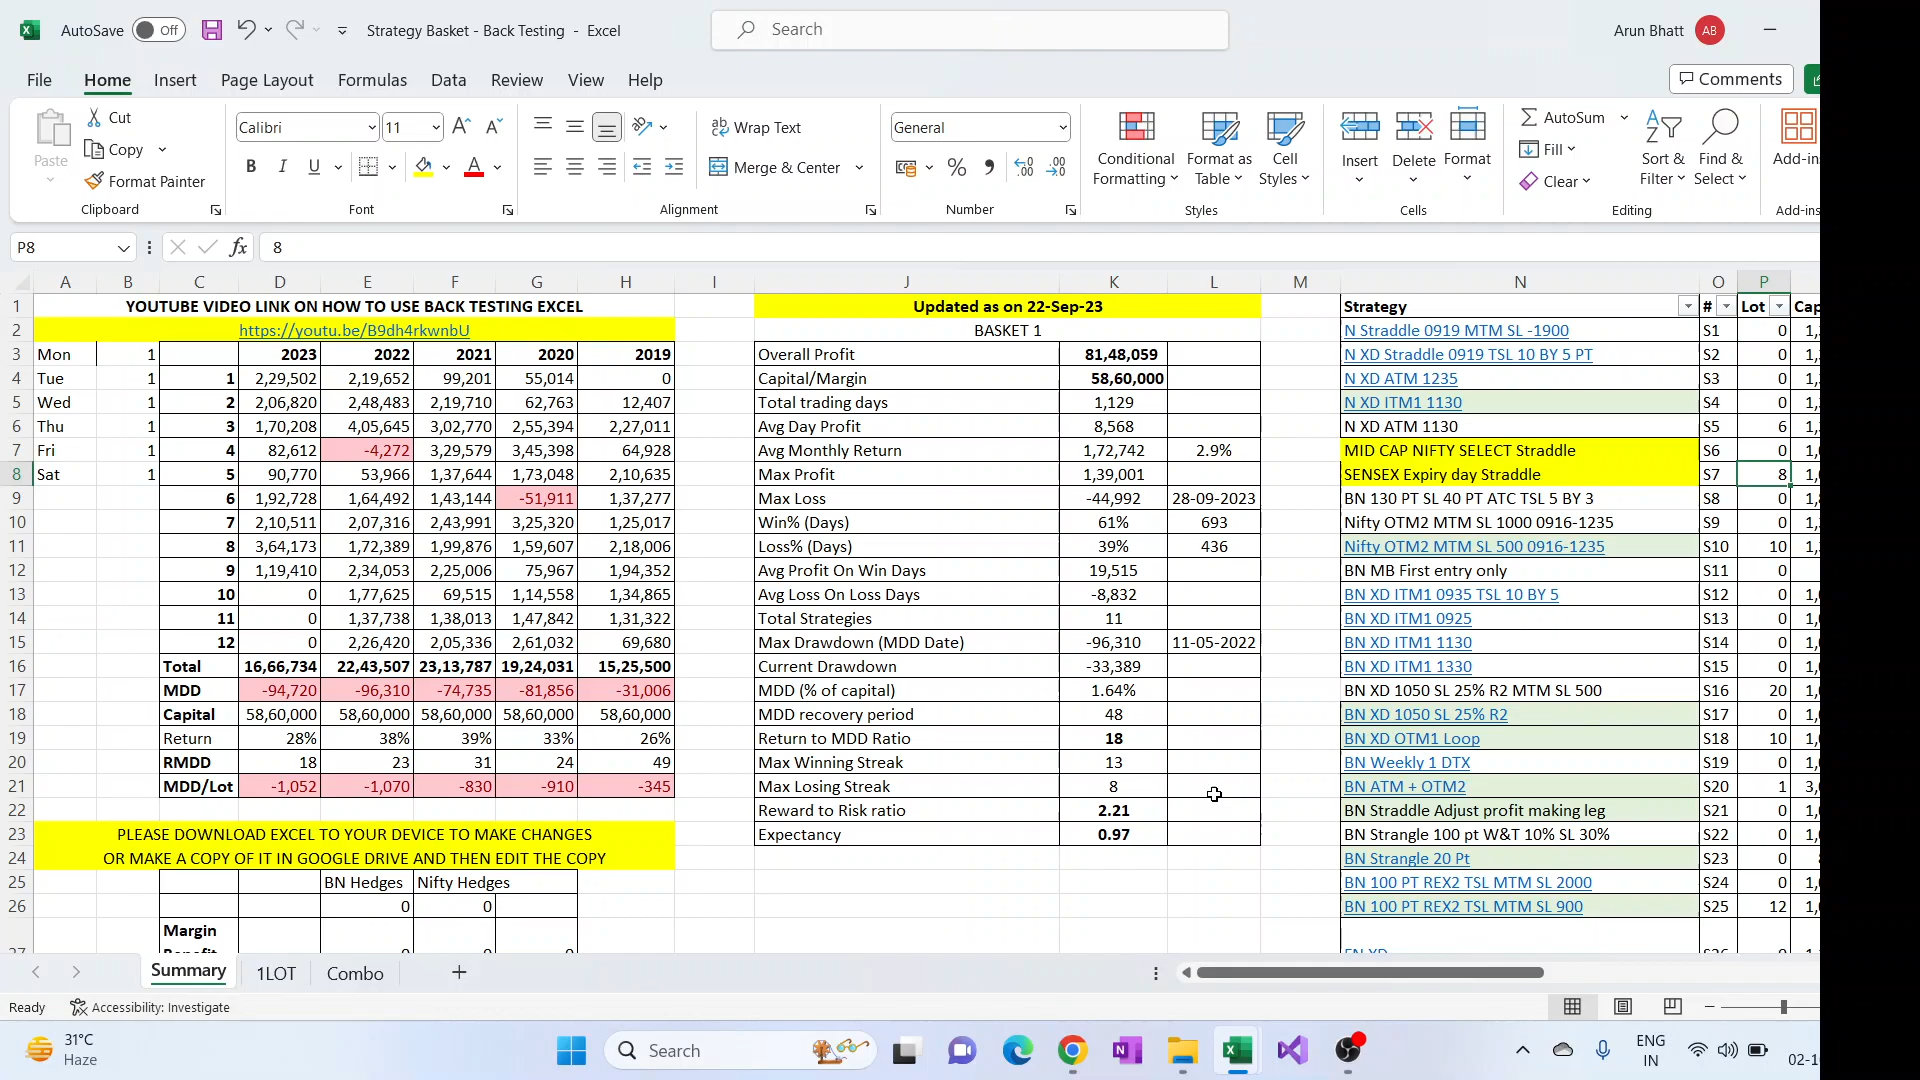 AutoSave Off Strategy Basket - Back Testing - Excel Search Arun Bhatt AB
File Home Insert Page Layout Formulas Data Review View Help Comments
Paste Cut Copy Format Painter Clipboard
Calibri 11 B I U A Font
ab Wrap Text Merge & Center Alignment
General % Number
Conditional Formatting Format as Table Cell Styles Styles
Insert Delete Format Cells
AutoSum Fill Clear Sort & Filter Find & Select Editing
Add-in Add-ins
P8 fx 8
A B C D E F G H I J K L M N O P
1 YOUTUBE VIDEO LINK ON HOW TO USE BACK TESTING EXCEL Updated as on 22-Sep-23 Strategy # Lot Cap
2 https://youtu.be/B9dh4rkwnbU BASKET 1 N Straddle 0919 MTM SL -1900 S1 0
3 Mon 1 2023 2022 2021 2020 2019 Overall Profit 81,48,059 N XD Straddle 0919 TSL 10 BY 5 PT S2 0
4 Tue 1 1 2,29,502 2,19,652 99,201 55,014 0 Capital/Margin 58,60,000 N XD ATM 1235 S3 0
5 Wed 1 2 2,06,820 2,48,483 2,19,710 62,763 12,407 Total trading days 1,129 N XD ITM1 1130 S4 0
6 Thu 1 3 1,70,208 4,05,645 3,02,770 2,55,394 2,27,011 Avg Day Profit 8,568 N XD ATM 1130 S5 6
7 Fri 1 4 82,612 -4,272 3,29,579 3,45,398 64,928 Avg Monthly Return 1,72,742 2.9% MID CAP NIFTY SELECT Straddle S6 0
8 Sat 1 5 90,770 53,966 1,37,644 1,73,048 2,10,635 Max Profit 1,39,001 SENSEX Expiry day Straddle S7 8
9 6 1,92,728 1,64,492 1,43,144 -51,911 1,37,277 Max Loss -44,992 28-09-2023 BN 130 PT SL 40 PT ATC TSL 5 BY 3 S8 0
10 7 2,10,511 2,07,316 2,43,991 3,25,320 1,25,017 Win% (Days) 61% 693 Nifty OTM2 MTM SL 1000 0916-1235 S9 0
11 8 3,64,173 1,72,389 1,99,876 1,59,607 2,18,006 Loss% (Days) 39% 436 Nifty OTM2 MTM SL 500 0916-1235 S10 10
12 9 1,19,410 2,34,053 2,25,006 75,967 1,94,352 Avg Profit On Win Days 19,515 BN MB First entry only S11 0
13 10 0 1,77,625 69,515 1,14,558 1,34,865 Avg Loss On Loss Days -8,832 BN XD ITM1 0935 TSL 10 BY 5 S12 0
14 11 0 1,37,738 1,38,013 1,47,842 1,31,322 Total Strategies 11 BN XD ITM1 0925 S13 0
15 12 0 2,26,420 2,05,336 2,61,032 69,680 Max Drawdown (MDD Date) -96,310 11-05-2022 BN XD ITM1 1130 S14 0
16 Total 16,66,734 22,43,507 23,13,787 19,24,031 15,25,500 Current Drawdown -33,389 BN XD ITM1 1330 S15 0
17 MDD -94,720 -96,310 -74,735 -81,856 -31,006 MDD (% of capital) 1.64% BN XD 1050 SL 25% R2 MTM SL 500 S16 20
18 Capital 58,60,000 58,60,000 58,60,000 58,60,000 58,60,000 MDD recovery period 48 BN XD 1050 SL 25% R2 S17 0
19 Return 28% 38% 39% 33% 26% Return to MDD Ratio 18 BN XD OTM1 Loop S18 10
20 RMDD 18 23 31 24 49 Max Winning Streak 13 BN Weekly 1 DTX S19 0
21 MDD/Lot -1,052 -1,070 -830 -910 -345 Max Losing Streak 8 BN ATM + OTM2 S20 1
22 Reward to Risk ratio 2.21 BN Straddle Adjust profit making leg S21 0
23 PLEASE DOWNLOAD EXCEL TO YOUR DEVICE TO MAKE CHANGES Expectancy 0.97 BN Strangle 100 pt W&T 10% SL 30% S22 0
24 OR MAKE A COPY OF IT IN GOOGLE DRIVE AND THEN EDIT THE COPY BN Strangle 20 Pt S23 0
25 BN Hedges Nifty Hedges BN 100 PT REX2 TSL MTM SL 2000 S24 0
26 0 0 BN 100 PT REX2 TSL MTM SL 900 S25 12
Margin
Summary 1LOT Combo
Ready Accessibility: Investigate
31°C Haze Search ENG IN 02-1